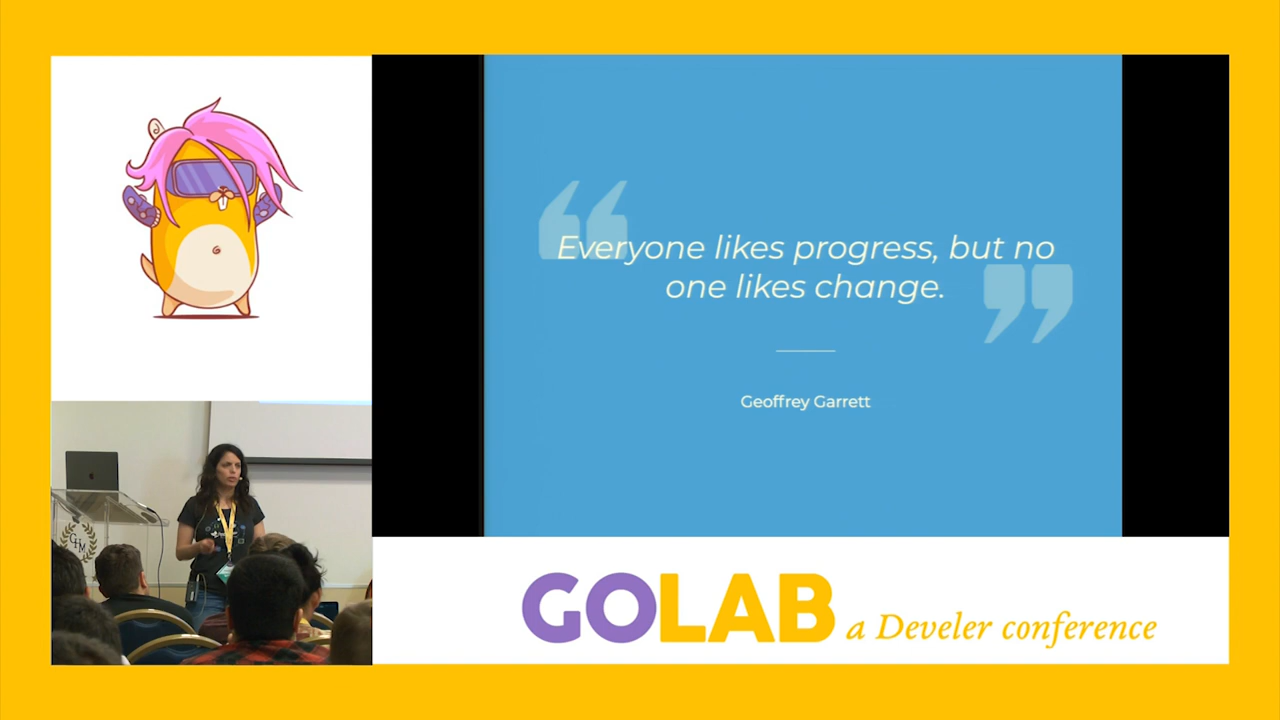 Everyone likes progress, but no
one likes change.
Geoffrey Garrett
GOLAB a Develer conference